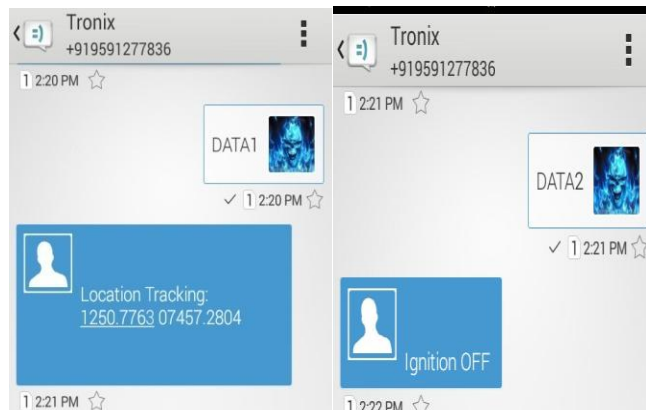 Tronix
+919591277836
1 2:20 PM
DATA1
1 2:20 PM
Location Tracking:
1250.7763 07457.2804
1 2:21 PM
Tronix
+919591277836
1 2:21 PM
DATA2
1 2:21 PM
Ignition OFF
1 2:22 PM